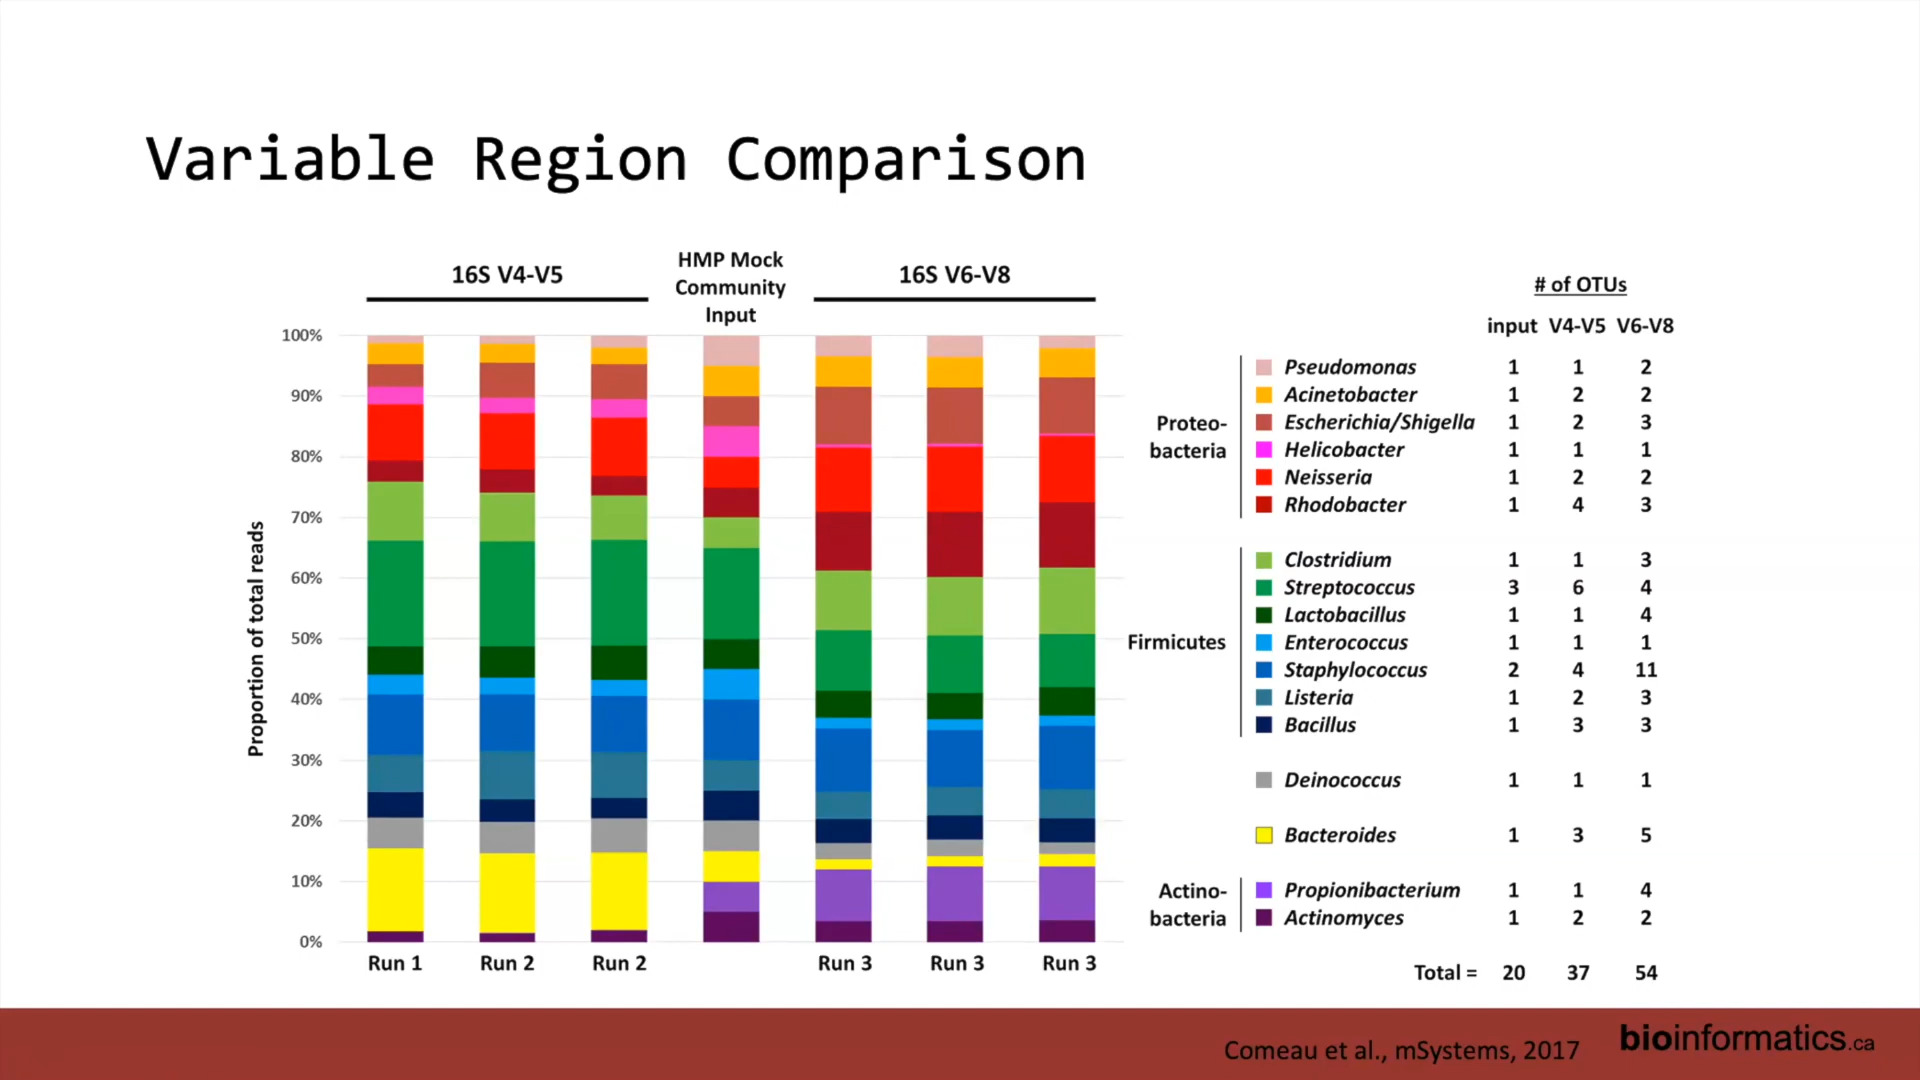 Variable Region Comparison
16S V4-V5
HMP Mock
Community
Input
16S V6-V8
# of OTUs
input V4-V5 V6-V8
Proportion of total reads
100%
90%
80%
70%
60%
50%
40%
30%
20%
10%
0%
Run 1 Run 2 Run 2 Run 3 Run 3 Run 3
Proteo-
bacteria
Pseudomonas 1 1 2
Acinetobacter 1 2 2
Escherichia/Shigella 1 2 3
Helicobacter 1 1 1
Neisseria 1 2 2
Rhodobacter 1 4 3
Firmicutes
Clostridium 1 1 3
Streptococcus 3 6 4
Lactobacillus 1 1 4
Enterococcus 1 1 1
Staphylococcus 2 4 11
Listeria 1 2 3
Bacillus 1 3 3
Deinococcus 1 1 1
Bacteroides 1 3 5
Actino-
bacteria
Propionibacterium 1 1 4
Actinomyces 1 2 2
Total = 20 37 54
Comeau et al., mSystems, 2017
bioinformatics.ca